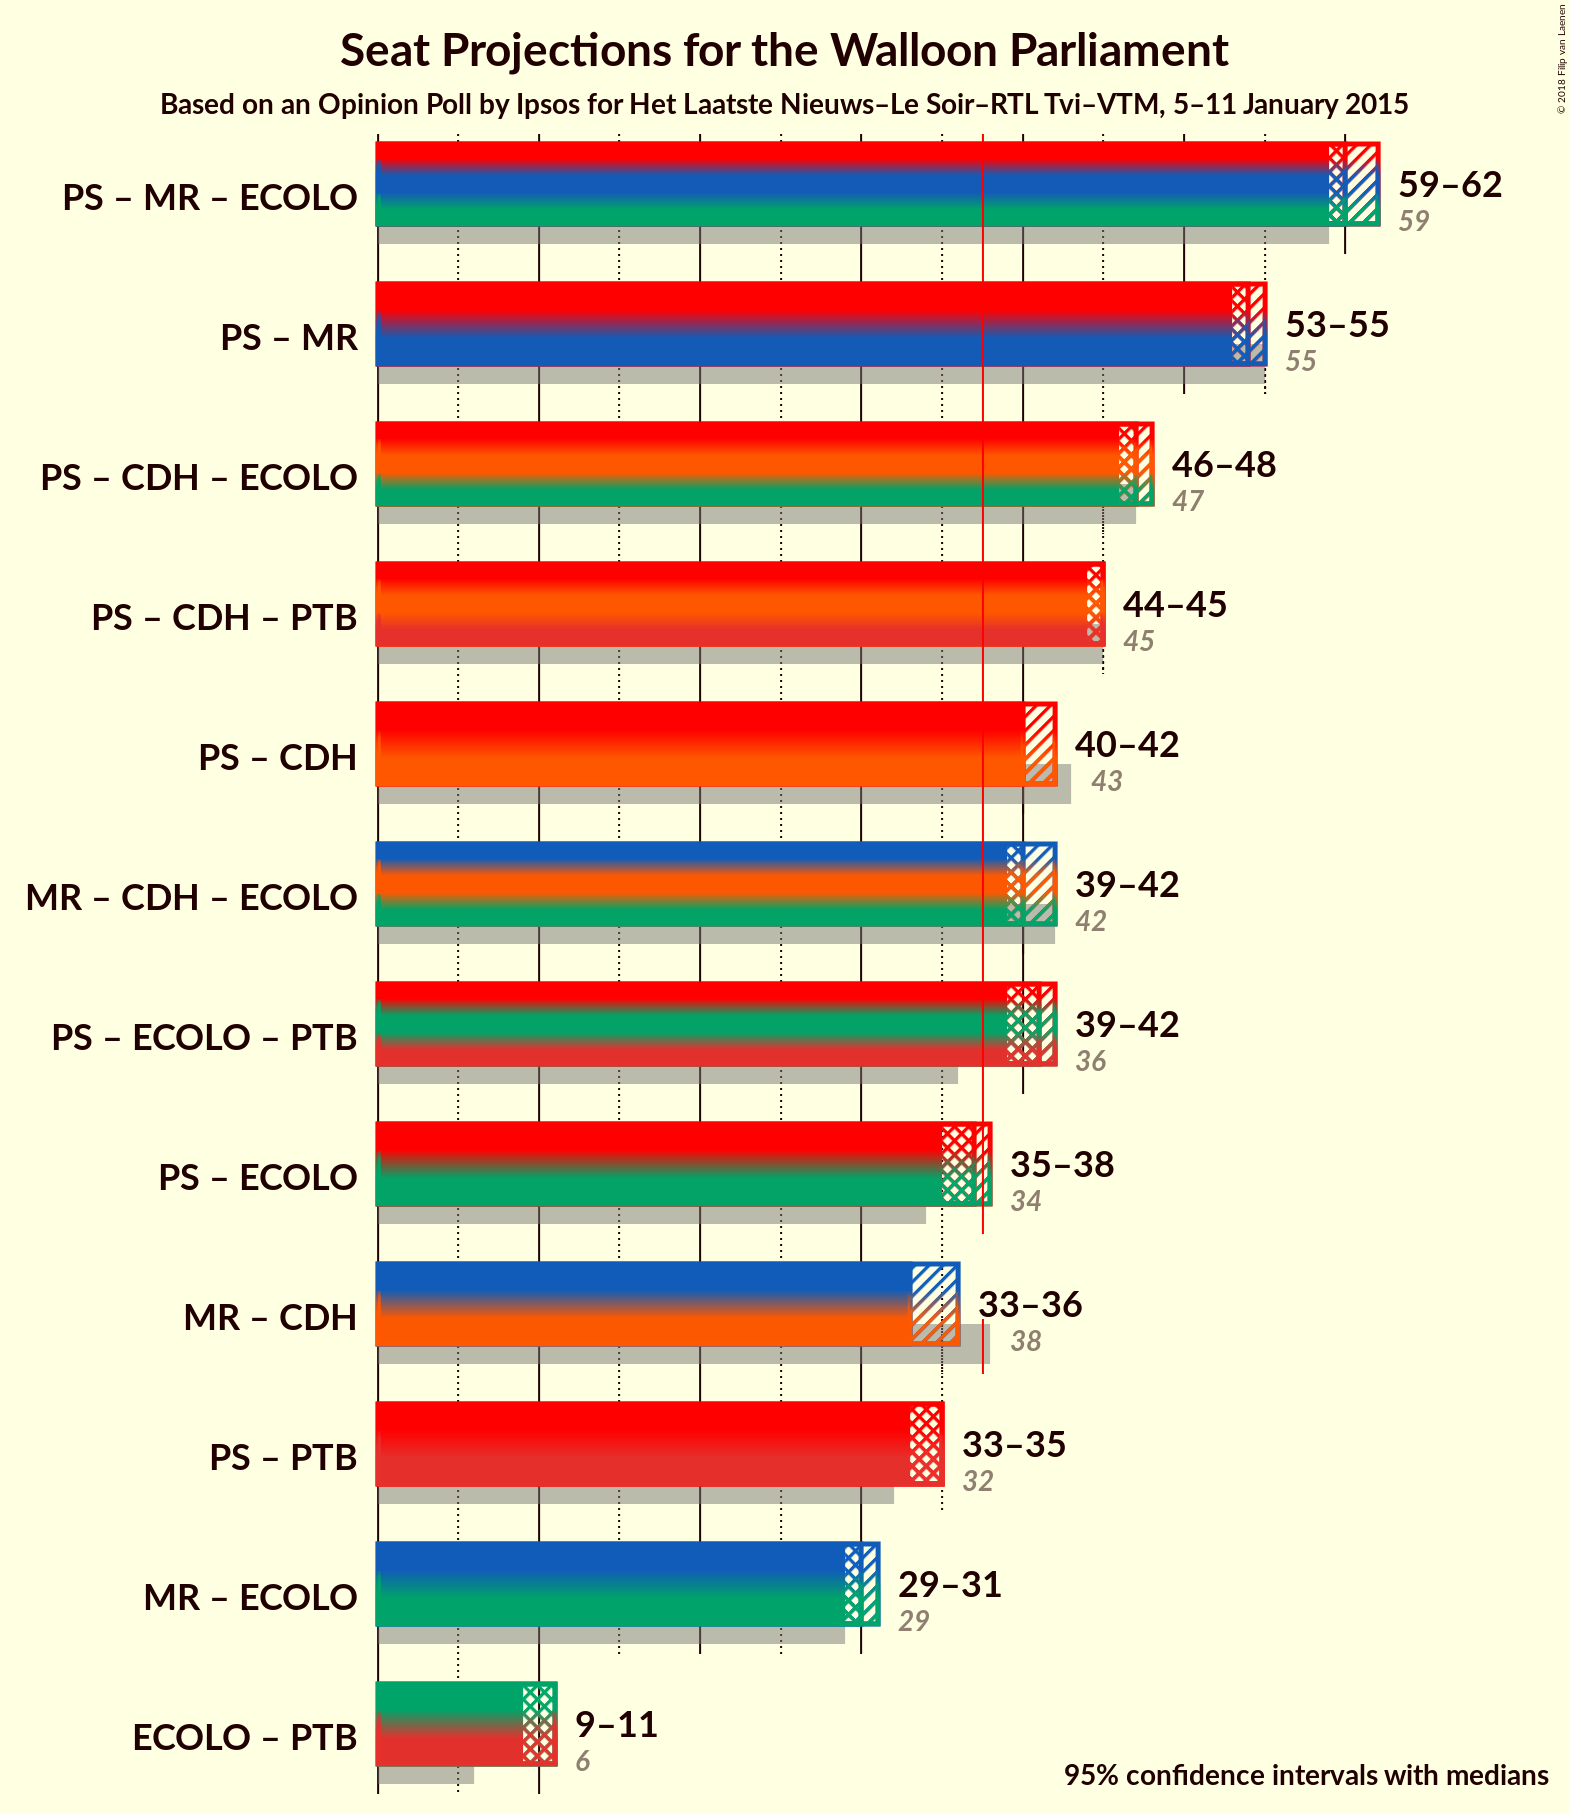 Seat Projections for the Walloon Parliament
Based on an Opinion Poll by Ipsos for Het Laatste Nieuws–Le Soir–RTL Tvi–VTM, 5–11 January 2015
© 2018 Filip van Laenen
PS – MR – ECOLO
59–62
59
PS – MR
53–55
55
PS – CDH – ECOLO
46–48
47
PS – CDH – PTB
44–45
45
PS – CDH
40–42
43
MR – CDH – ECOLO
39–42
42
PS – ECOLO – PTB
39–42
36
PS – ECOLO
35–38
34
MR – CDH
33–36
38
PS – PTB
33–35
32
MR – ECOLO
29–31
29
ECOLO – PTB
9–11
6
95% confidence intervals with medians